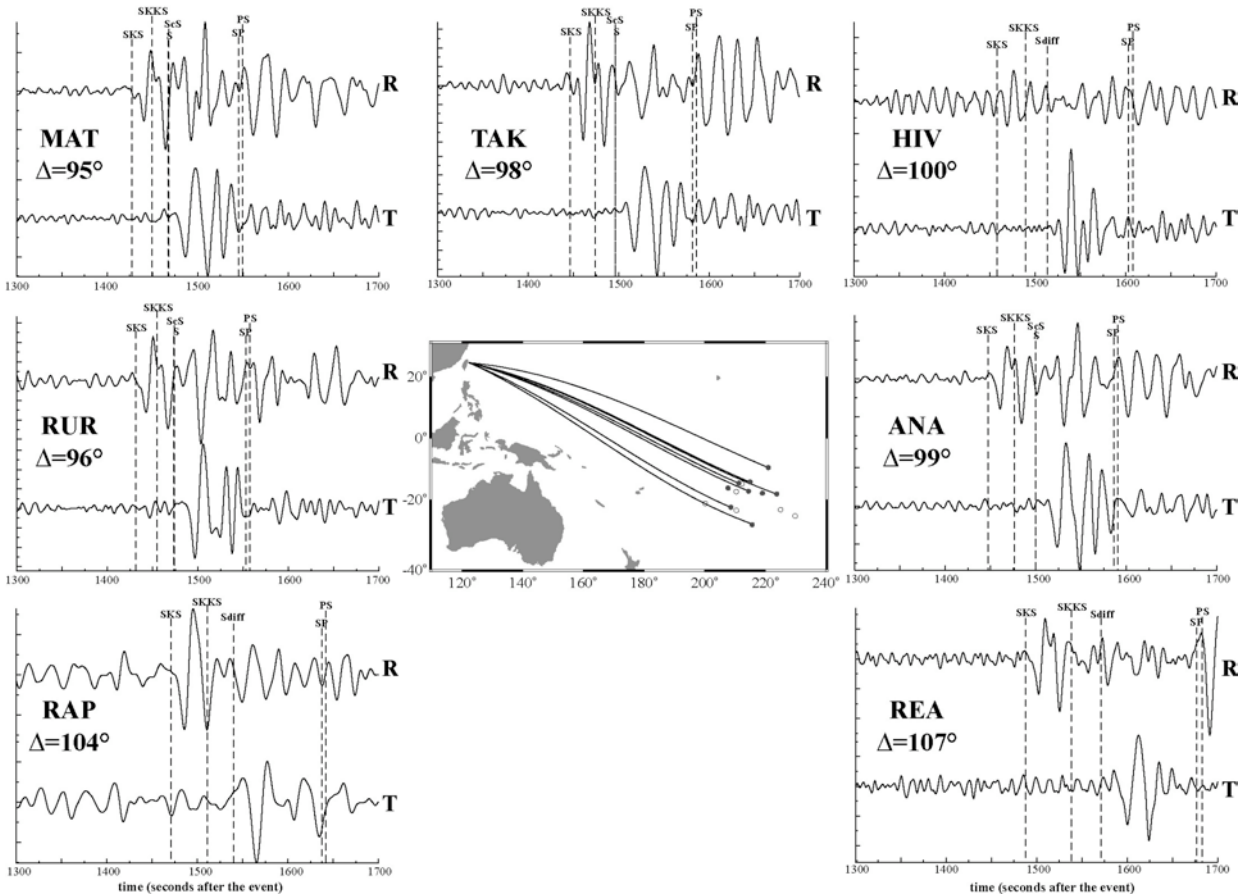 SKKS
SKS
ScS
S
PS
SP
R
MAT
Δ=95°
T
1300 1400 1500 1600 1700
SKKS
SKS
ScS
S
PS
SP
R
TAK
Δ=98°
T
1300 1400 1500 1600 1700
SKKS
SKS
Sdiff
PS
SP
R
HIV
Δ=100°
T
1300 1400 1500 1600 1700
SKKS
SKS
ScS
S
PS
SP
R
RUR
Δ=96°
T
1300 1400 1500 1600 1700
20°
0°
-20°
-40°
120° 140° 160° 180° 200° 220° 240°
SKKS
SKS
ScS
S
PS
SP
R
ANA
Δ=99°
T
1300 1400 1500 1600 1700
SKKS
SKS
Sdiff
PS
SP
R
RAP
Δ=104°
T
1300 1400 1500 1600 1700
time (seconds after the event)
SKS
SKKS
Sdiff
PS
SP
R
REA
Δ=107°
T
1300 1400 1500 1600 1700
time (seconds after the event)